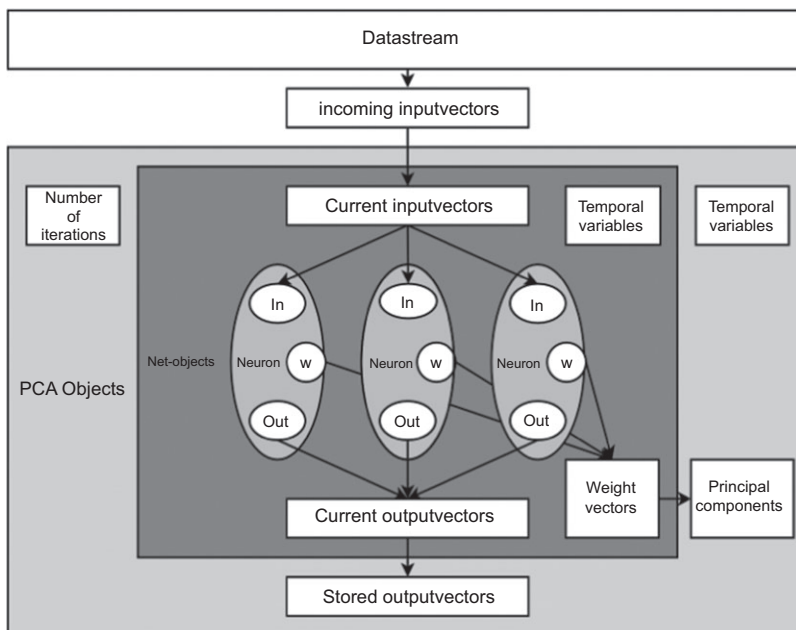 Datastream
incoming inputvectors
Number
of
iterations
Current inputvectors
Temporal
variables
Temporal
variables
In
In
In
Net-objects
Neuron
w
Neuron
w
Neuron
w
PCA Objects
Out
Out
Out
Weight
vectors
Principal
components
Current outputvectors
Stored outputvectors